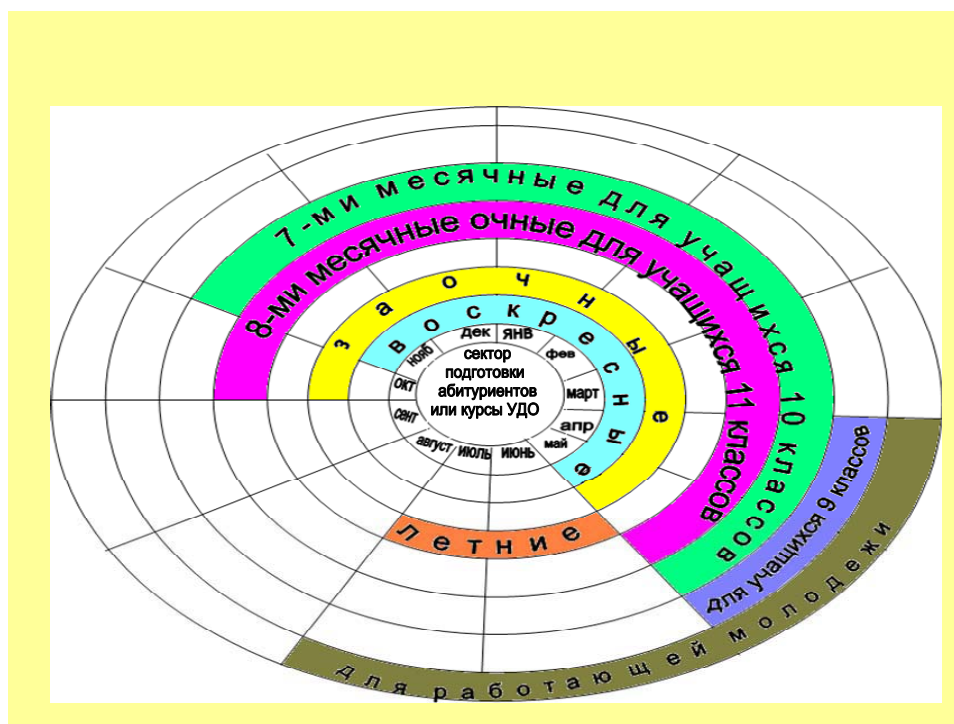 7-ми месячные для учащихся 10 классов
8-ми месячные очные для учащихся 11 классов
заочные
воскресные
дек
янв
нояб
фев
окт
март
сент
апр
август
июль
июнь
май
сектор
подготовки
абитуриентов
или курсы УДО
летние
для учащихся 9 классов
для работающей молодежи